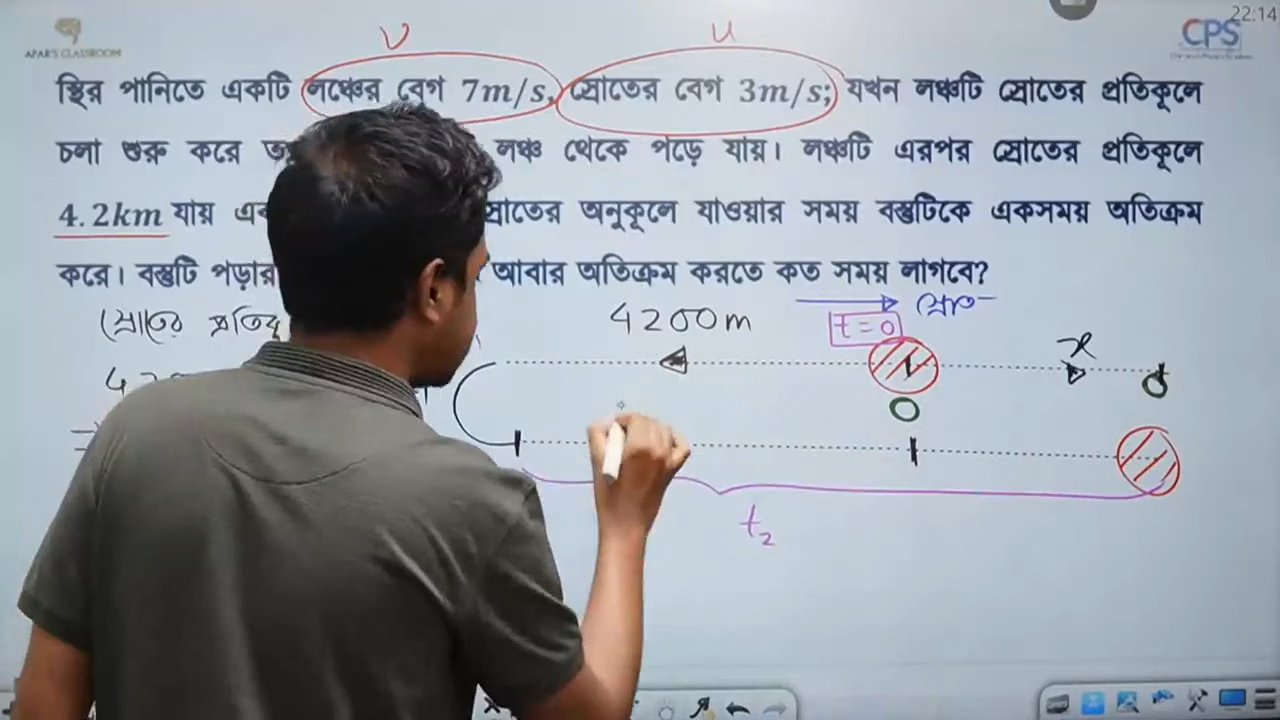 22:14
APAR'S CLASSROOM
CPS
v
u
স্থির পানিতে একটি লঞ্চের বেগ 7m/s, স্রোতের বেগ 3m/s; যখন লঞ্চটি স্রোতের প্রতিকূলে
চলা শুরু করে লঞ্চ থেকে পড়ে যায়। লঞ্চটি এরপর স্রোতের প্রতিকূলে
4.2km যায় স্রোতের অনুকূলে যাওয়ার সময় বস্তুটিকে একসময় অতিক্রম
করে। বস্তুটি পড়ার আবার অতিক্রম করতে কত সময় লাগবে?
স্রোতের
4200m
t = 0
স্রোত
x
t₂